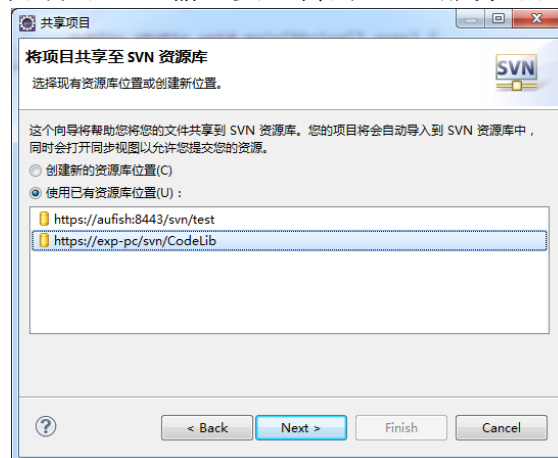 共享项目
将项目共享至 SVN 资源库
选择现有资源库位置或创建新位置。
SVN
这个向导将帮助您将您的文件共享到 SVN 资源库。您的项目将会自动导入到 SVN 资源库中，
同时会打开同步视图以允许您提交您的资源。
创建新的资源库位置(C)
使用已有资源库位置(U)：
https://aufish:8443/svn/test
https://exp-pc/svn/CodeLib
?
< Back
Next >
Finish
Cancel